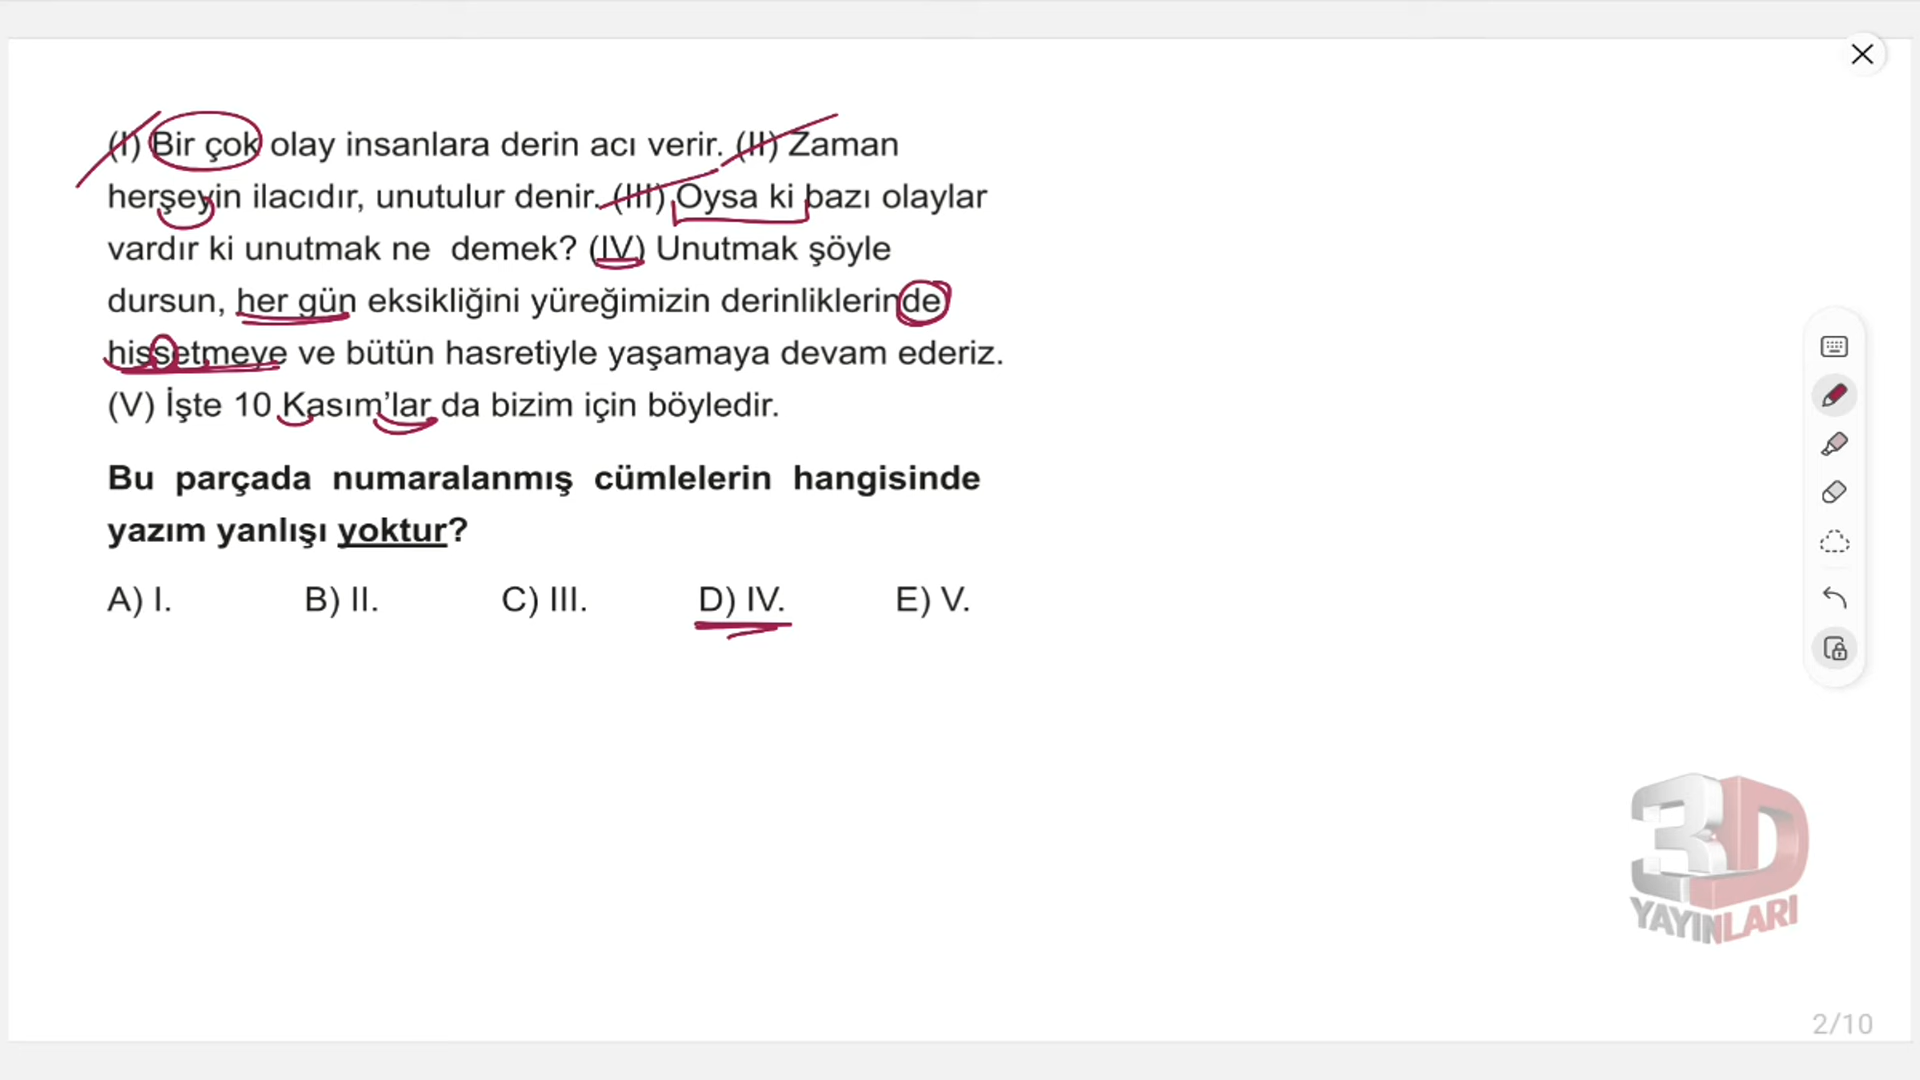 (I) Bir çok olay insanlara derin acı verir. (II) Zaman
herşeyin ilacıdır, unutulur denir. (III) Oysa ki bazı olaylar
vardır ki unutmak ne demek? (IV) Unutmak şöyle
dursun, her gün eksikliğini yüreğimizin derinliklerinde
hissetmeye ve bütün hasretiyle yaşamaya devam ederiz.
(V) İşte 10 Kasım’lar da bizim için böyledir.
Bu parçada numaralanmış cümlelerin hangisinde
yazım yanlışı yoktur?
A) I. B) II. C) III. D) IV. E) V.
3D
YAYINLARI
2/10